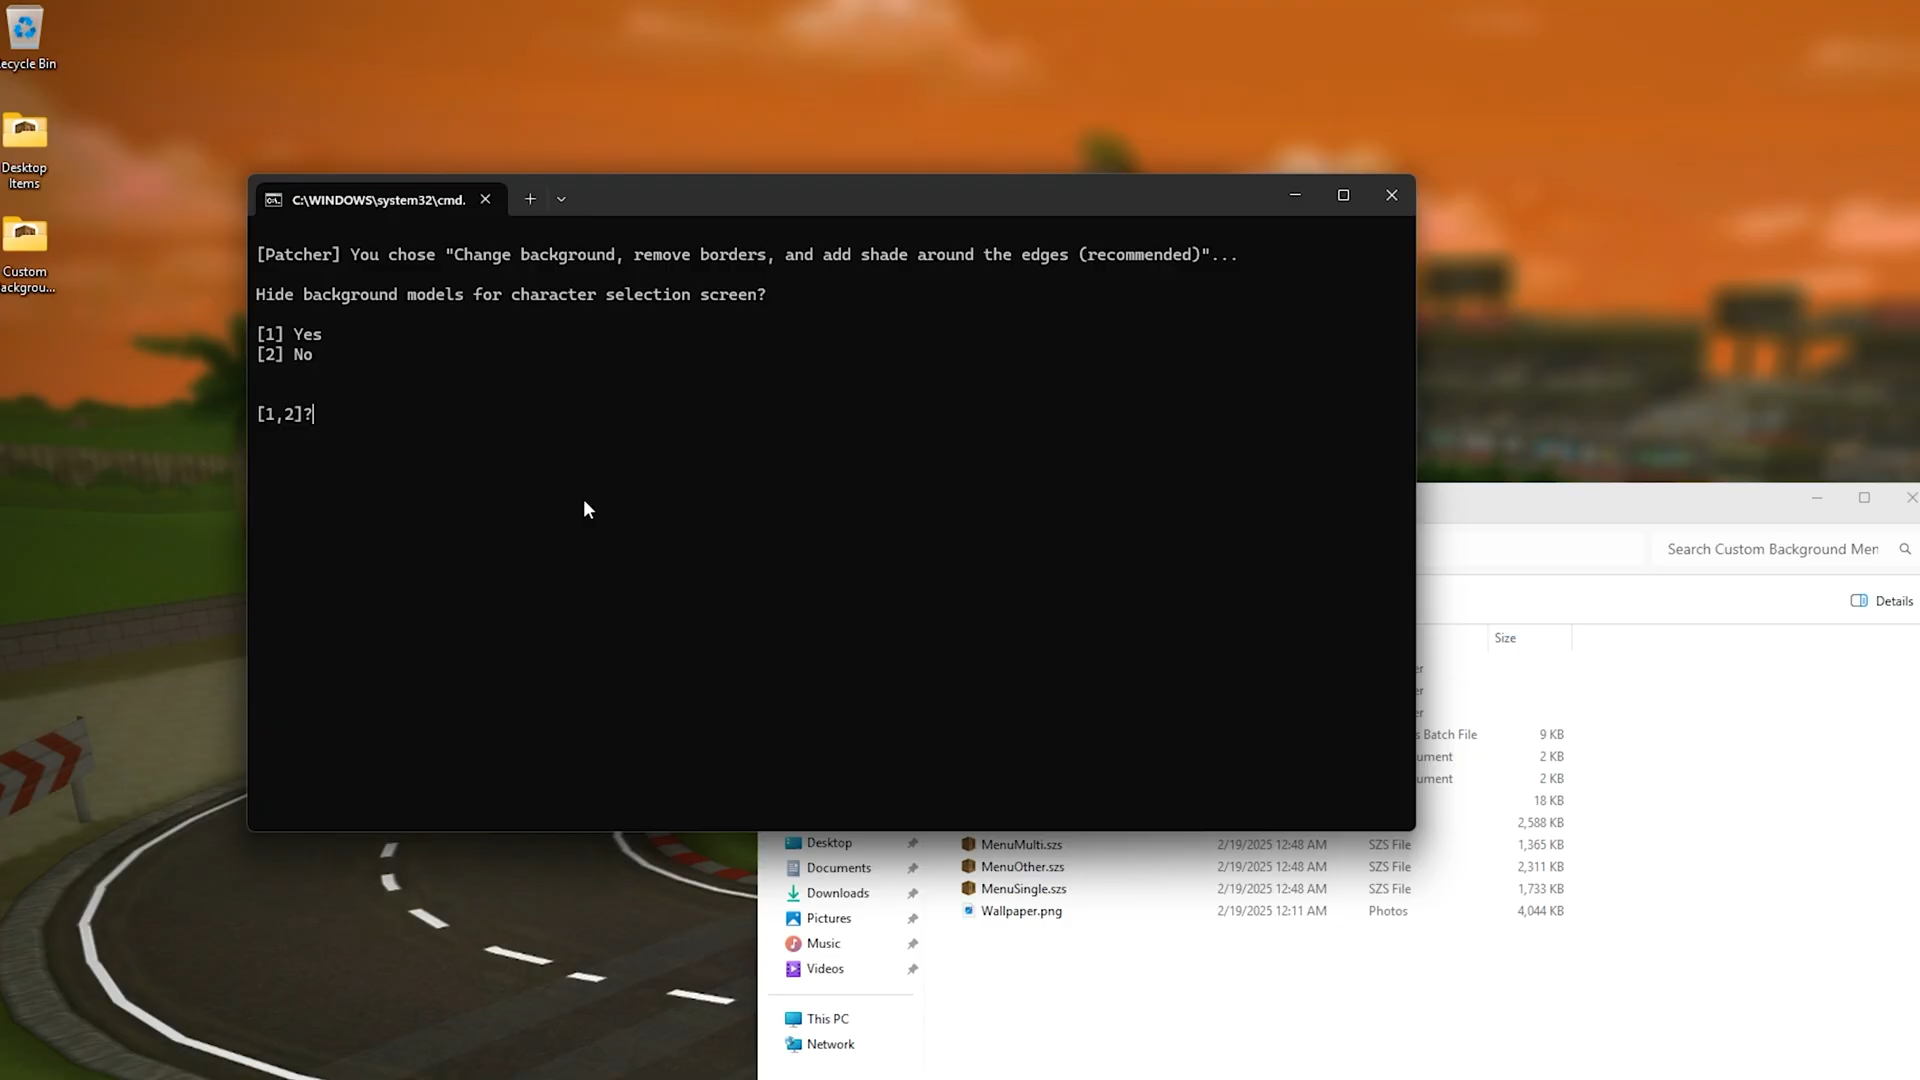 ecycle Bin
Desktop
Items
Custom
ackgrou...
C:\WINDOWS\system32\cmd.
[Patcher] You chose "Change background, remove borders, and add shade around the edges (recommended)"...
Hide background models for character selection screen?
[1] Yes
[2] No
[1,2]?
Search Custom Background Men
Details
Size
er
er
er
s Batch File 9 KB
ument 2 KB
ument 2 KB
18 KB
2,588 KB
Desktop
Documents
Downloads
Pictures
Music
Videos
This PC
Network
MenuMulti.szs 2/19/2025 12:48 AM SZS File 1,365 KB
MenuOther.szs 2/19/2025 12:48 AM SZS File 2,311 KB
MenuSingle.szs 2/19/2025 12:48 AM SZS File 1,733 KB
Wallpaper.png 2/19/2025 12:11 AM Photos 4,044 KB